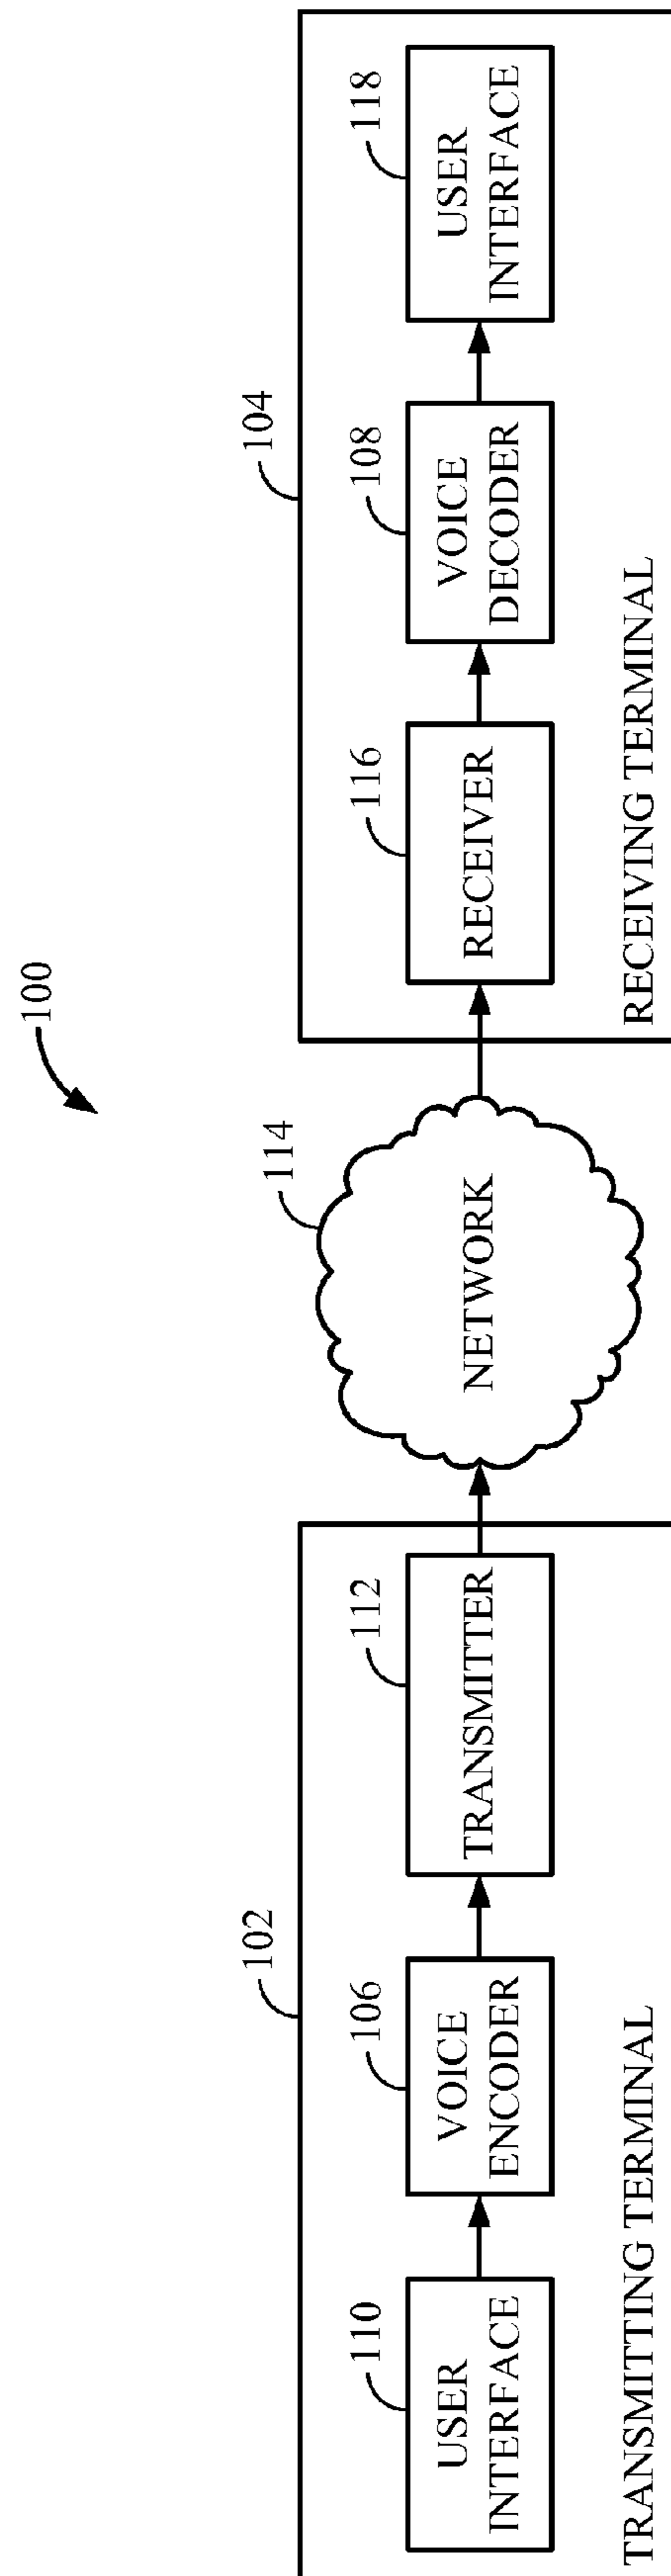 100
102
104
110
106
112
114
116
108
118
USER
INTERFACE
VOICE
ENCODER
TRANSMITTER
NETWORK
RECEIVER
VOICE
DECODER
USER
INTERFACE
TRANSMITTING TERMINAL
RECEIVING TERMINAL